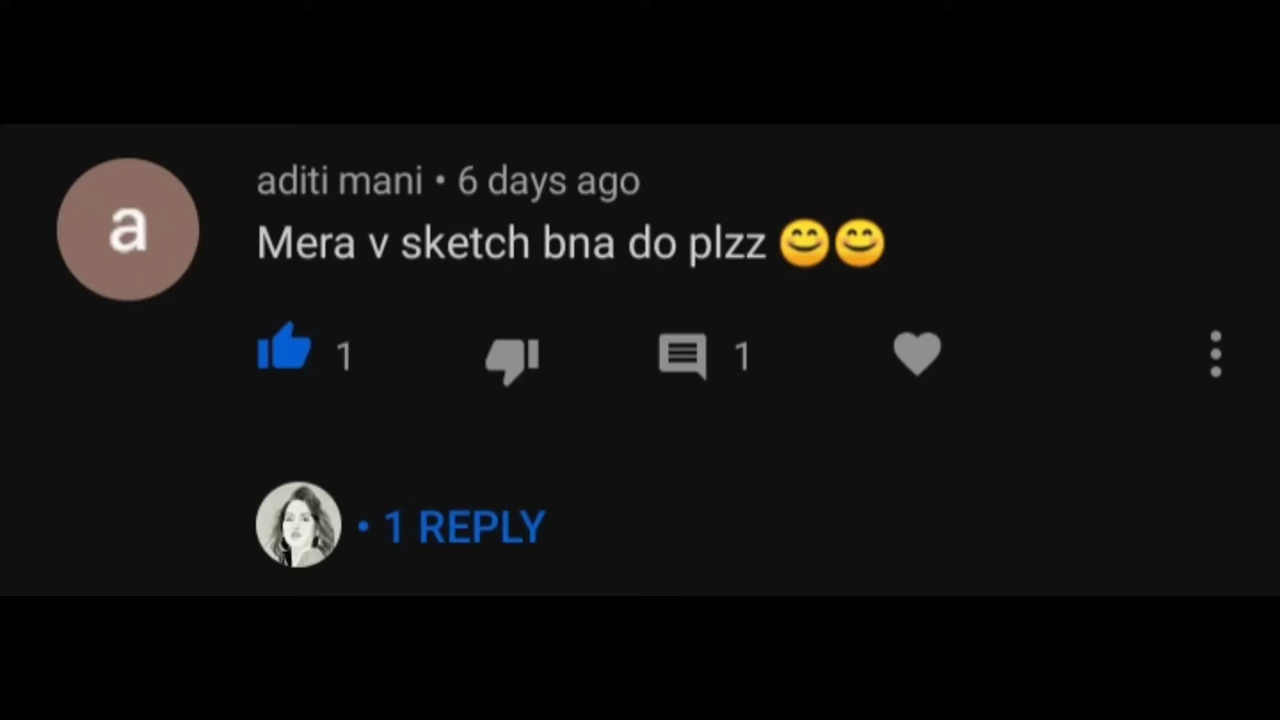 a
aditi mani • 6 days ago
Mera v sketch bna do plzz 😊😊
1
1
• 1 REPLY